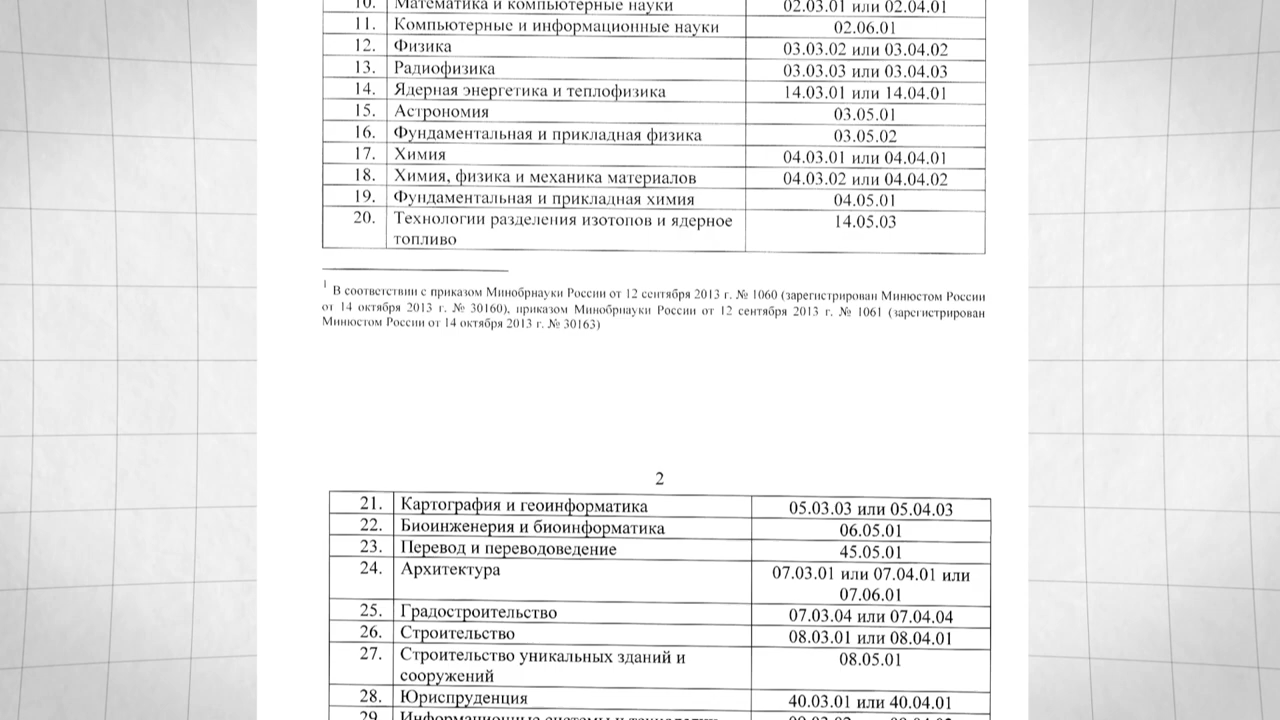 10. Математика и компьютерные науки 02.03.01 или 02.04.01
11. Компьютерные и информационные науки 02.06.01
12. Физика 03.03.02 или 03.04.02
13. Радиофизика 03.03.03 или 03.04.03
14. Ядерная энергетика и теплофизика 14.03.01 или 14.04.01
15. Астрономия 03.05.01
16. Фундаментальная и прикладная физика 03.05.02
17. Химия 04.03.01 или 04.04.01
18. Химия, физика и механика материалов 04.03.02 или 04.04.02
19. Фундаментальная и прикладная химия 04.05.01
20. Технологии разделения изотопов и ядерное 14.05.03
топливо
1 В соответствии с приказом Минобрнауки России от 12 сентября 2013 г. № 1060 (зарегистрирован Минюстом России
от 14 октября 2013 г. № 30160), приказом Минобрнауки России от 12 сентября 2013 г. № 1061 (зарегистрирован
Минюстом России от 14 октября 2013 г. № 30163)
2
21. Картография и геоинформатика 05.03.03 или 05.04.03
22. Биоинженерия и биоинформатика 06.05.01
23. Перевод и переводоведение 45.05.01
24. Архитектура 07.03.01 или 07.04.01 или
07.06.01
25. Градостроительство 07.03.04 или 07.04.04
26. Строительство 08.03.01 или 08.04.01
27. Строительство уникальных зданий и 08.05.01
сооружений
28. Юриспруденция 40.03.01 или 40.04.01
29. Информационные системы и технологии